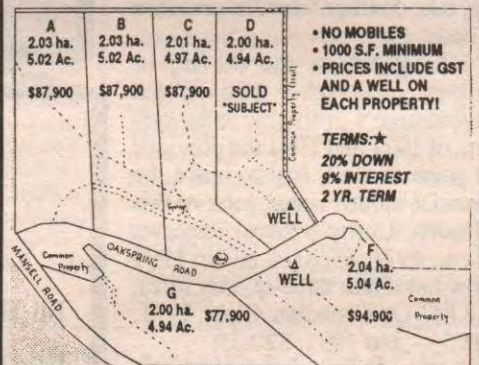 A
2.03 ha.
5.02 Ac.
$87,900
B
2.03 ha.
5.02 Ac.
$87,900
C
2.01 ha.
4.97 Ac.
$87,900
D
2.00 ha.
4.94 Ac.
SOLD
"SUBJECT"
Common Property (trail)
• NO MOBILES
• 1000 S.F. MINIMUM
• PRICES INCLUDE GST
AND A WELL ON
EACH PROPERTY!
TERMS:★
20% DOWN
9% INTEREST
2 YR. TERM
Spring
WELL
OAKSPRING ROAD
Common
Property
MANSELL ROAD
WELL
F
2.04 ha.
5.04 Ac.
$94,900
Common
Property
G
2.00 ha.
4.94 Ac.
$77,900